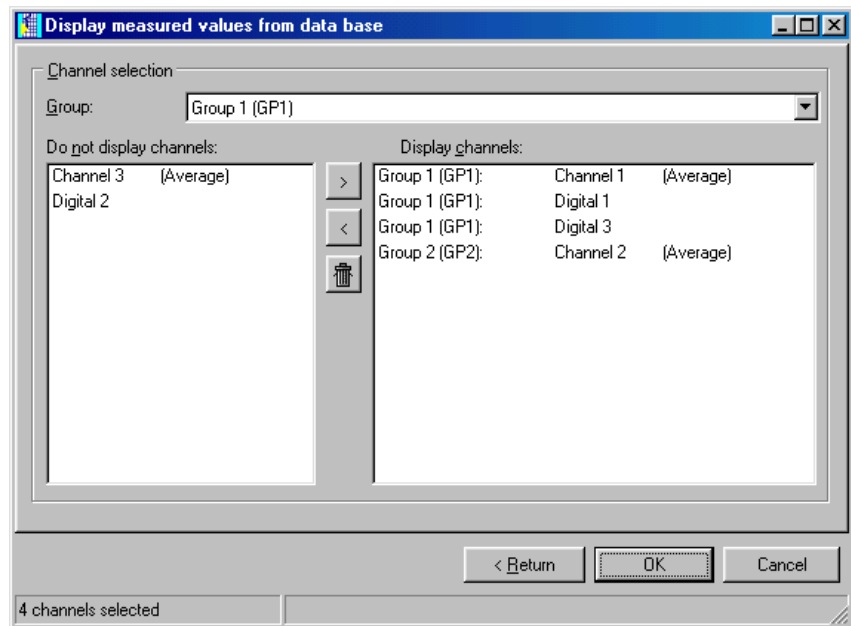 Display measured values from data base
Channel selection
Group: Group 1 (GP1)
Do not display channels: Display channels:
Channel 3 (Average)
Digital 2
>
<
Group 1 (GP1): Channel 1 (Average)
Group 1 (GP1): Digital 1
Group 1 (GP1): Digital 3
Group 2 (GP2): Channel 2 (Average)
< Return OK Cancel
4 channels selected